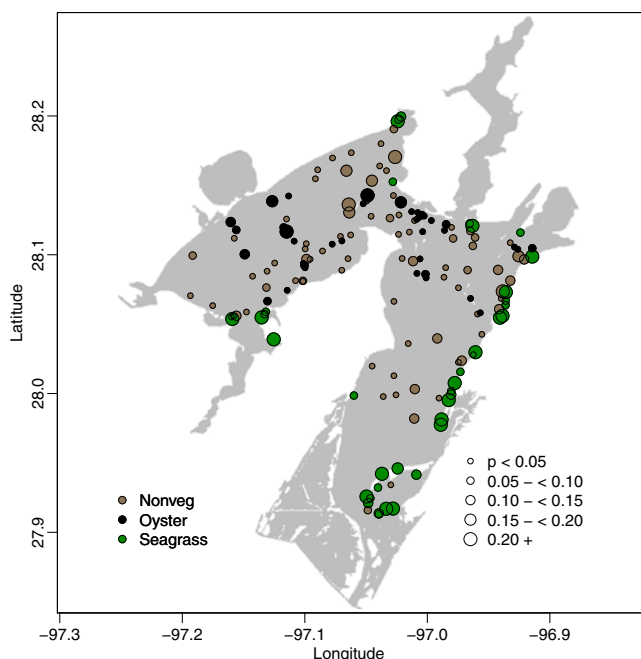 28.2
28.1
28.0
27.9
Latitude
Nonveg
Oyster
Seagrass
p < 0.05
0.05 − < 0.10
0.10 − < 0.15
0.15 − < 0.20
0.20 +
−97.3 −97.2 −97.1 −97.0 −96.9
Longitude